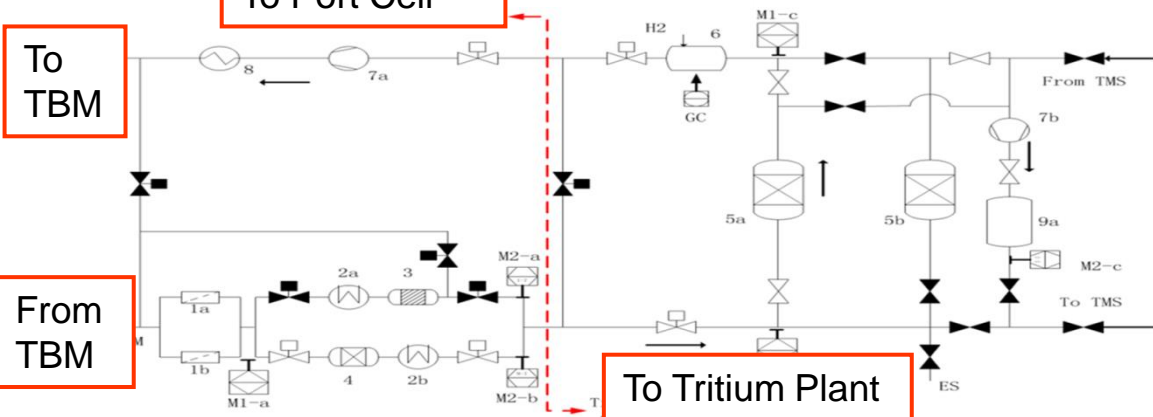 To Port Cell
M1-c
H2
6
To
TBM
8
7a
From TMS
GC
7b
5a
5b
9a
M2-a
M2-c
2a
3
To TMS
From
TBM
1a
M
1b
4
2b
To Tritium Plant
ES
M1-a
M2-b
T